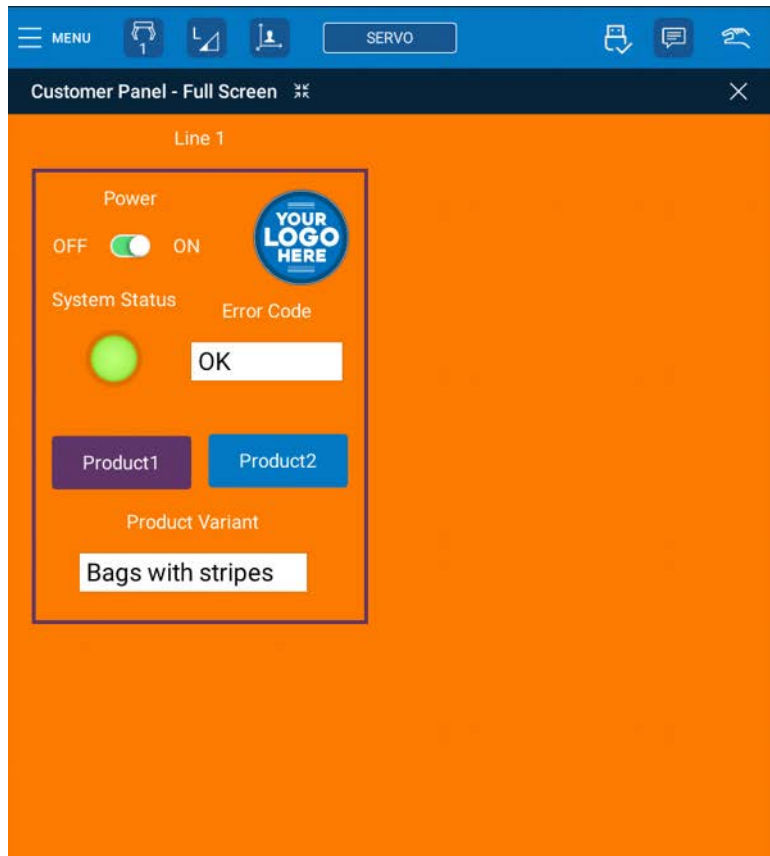 MENU
1
L
SERVO
Customer Panel - Full Screen
Line 1
Power
OFF
ON
YOUR
LOGO
HERE
System Status
Error Code
OK
Product1
Product2
Product Variant
Bags with stripes